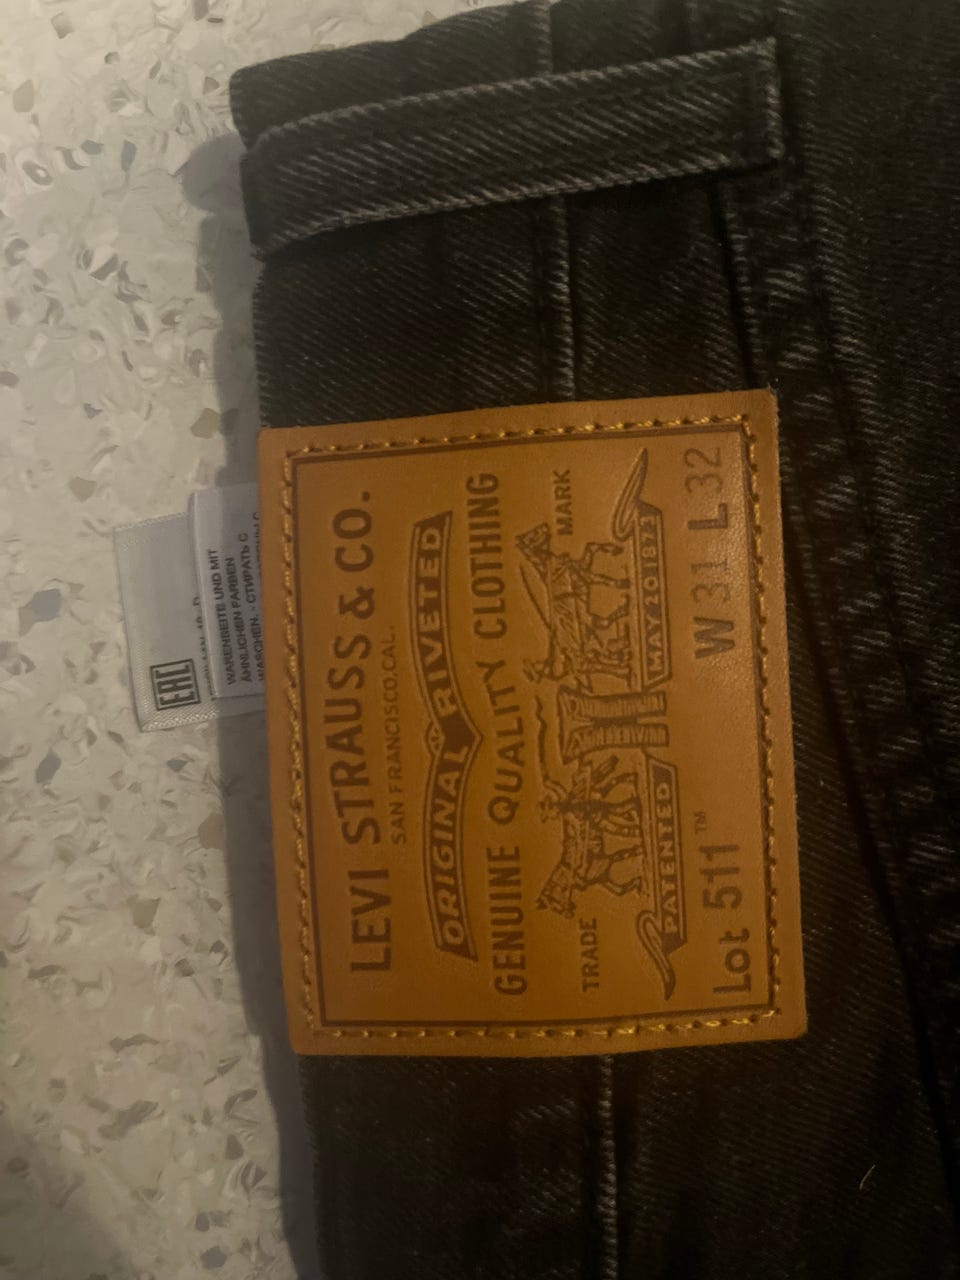 LEVI STRAUSS & CO.
SAN FRANCISCO, CAL.
ORIGINAL RIVETED
GENUINE QUALITY CLOTHING
TRADE MARK
PATENTED MAY 20 1873
Lot 511™ W 31 L 32
EAC
WARENSEITE UND MIT
ÄHNLICHEN FARBEN
WASCHEN. - СТИРАТЬ С